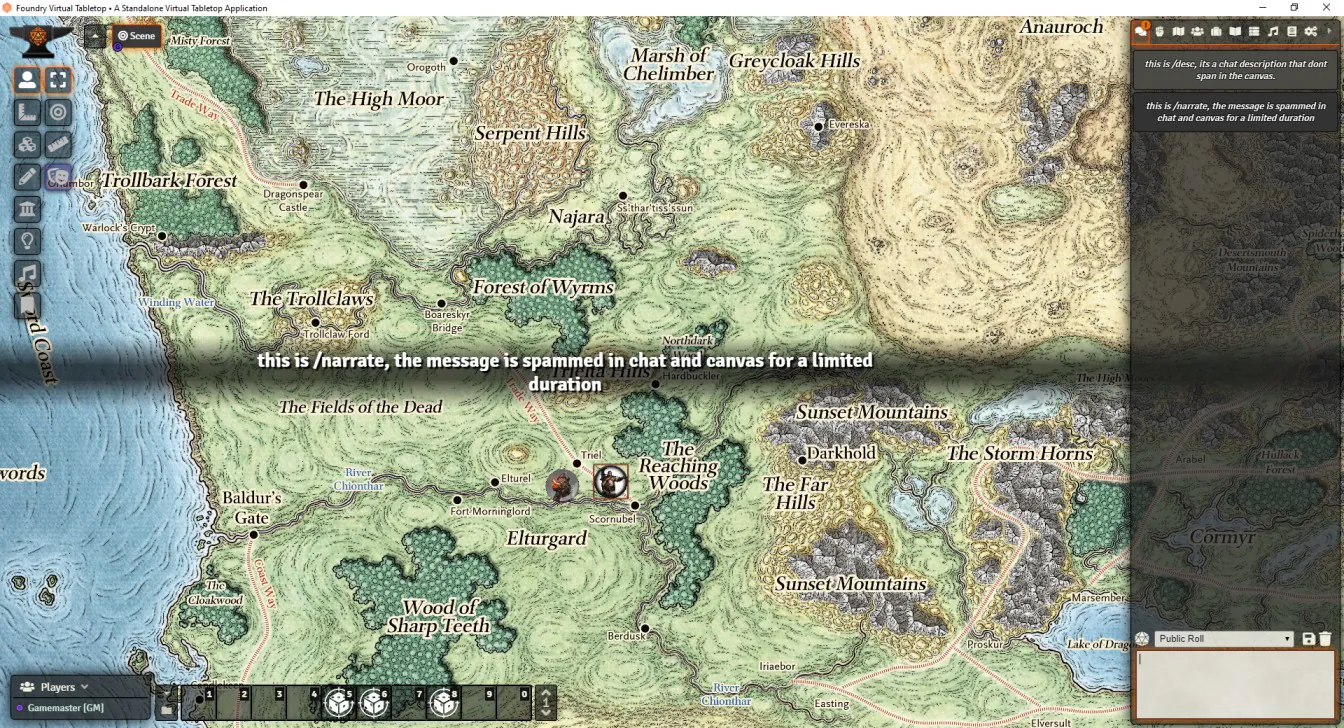 Foundry Virtual Tabletop • A Standalone Virtual Tabletop Application
Scene
Misty Forest
Orogoth
The High Moor
Trade Way
Marsh of
Chelimber
Greycloak Hills
Anauroch
Serpent Hills
Evereska
this is /desc, its a chat description that dont
span in the canvas.
this is /narrate, the message is spammed in
chat and canvas for a limited duration
Trollbark Forest
Dragonspear
Castle
Warlock's Crypt
Najara
Ss'thar'tiss'ssun
Desertsmouth
Mountains
Winding Water
The Trollclaws
Trollclaw Ford
Boareskyr
Bridge
Forest of Wyrms
Northdark
this is /narrate, the message is spammed in chat and canvas for a limited
duration
Hardbuckler
Trade Way
Coast
The Fields of the Dead
Sunset Mountains
Darkhold
The Storm Horns
Arabel
Hullack
Forest
words
River
Chionthar
Elturel
Triel
The
Reaching
Woods
The Far
Hills
Baldur's
Gate
Fort Morninglord
Scornubel
Elturgard
Cormyr
Coast Way
The
Cloakwood
Wood of
Sharp Teeth
Sunset Mountains
Marsember
Berdusk
Proskur
Iriaebor
River
Chionthar
Easting
Elversult
Public Roll
Players
Gamemaster [GM]
1 2 3 4 5 6 7 8 9 0